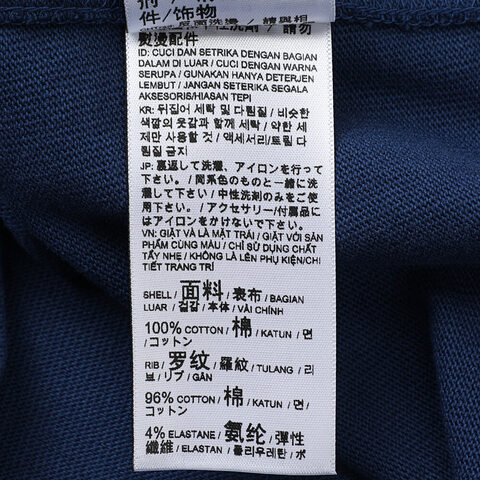 件/饰物
熨燙配件
ID: CUCI DAN SETRIKA DENGAN BAGIAN
DALAM DI LUAR / CUCI DENGAN WARNA
SERUPA / GUNAKAN HANYA DETERJEN
LEMBUT / JANGAN SETERIKA SEGALA
AKSESORIS/HIASAN TEPI
KR: 뒤집어 세탁 및 다림질 / 비슷한
색깔의 옷감과 함께 세탁 / 약한 세
제만 사용할 것 / 액세서리/트림 다
림질 금지
JP: 裏返して洗濯、アイロンを行って
下さい。/ 同系色のものと一緒に洗
濯して下さい / 中性洗剤のみをご使
用下さい。/ アクセサリー/付属品に
はアイロンをかけないで下さい。
VN: GIẶT VÀ LÀ MẶT TRÁI / GIẶT VỚI SẢN
PHẨM CÙNG MÀU / CHỈ SỬ DỤNG CHẤT
TẨY NHẸ / KHÔNG LÀ LÊN PHỤ KIỆN/CHI
TIẾT TRANG TRÍ
SHELL / 面料 / 表布 / BAGIAN
LUAR / 겉감 / 本体 / VẢI CHÍNH
100% COTTON / 棉 / KATUN / 면
/ コットン
RIB / 罗纹 / 羅紋 / TULANG / 리
브 / リブ / GÂN
96% COTTON / 棉 / KATUN / 면 /
コットン
4% ELASTANE / 氨纶 / 彈性
纖維 / ELASTAN / 폴리우레탄 / ポ